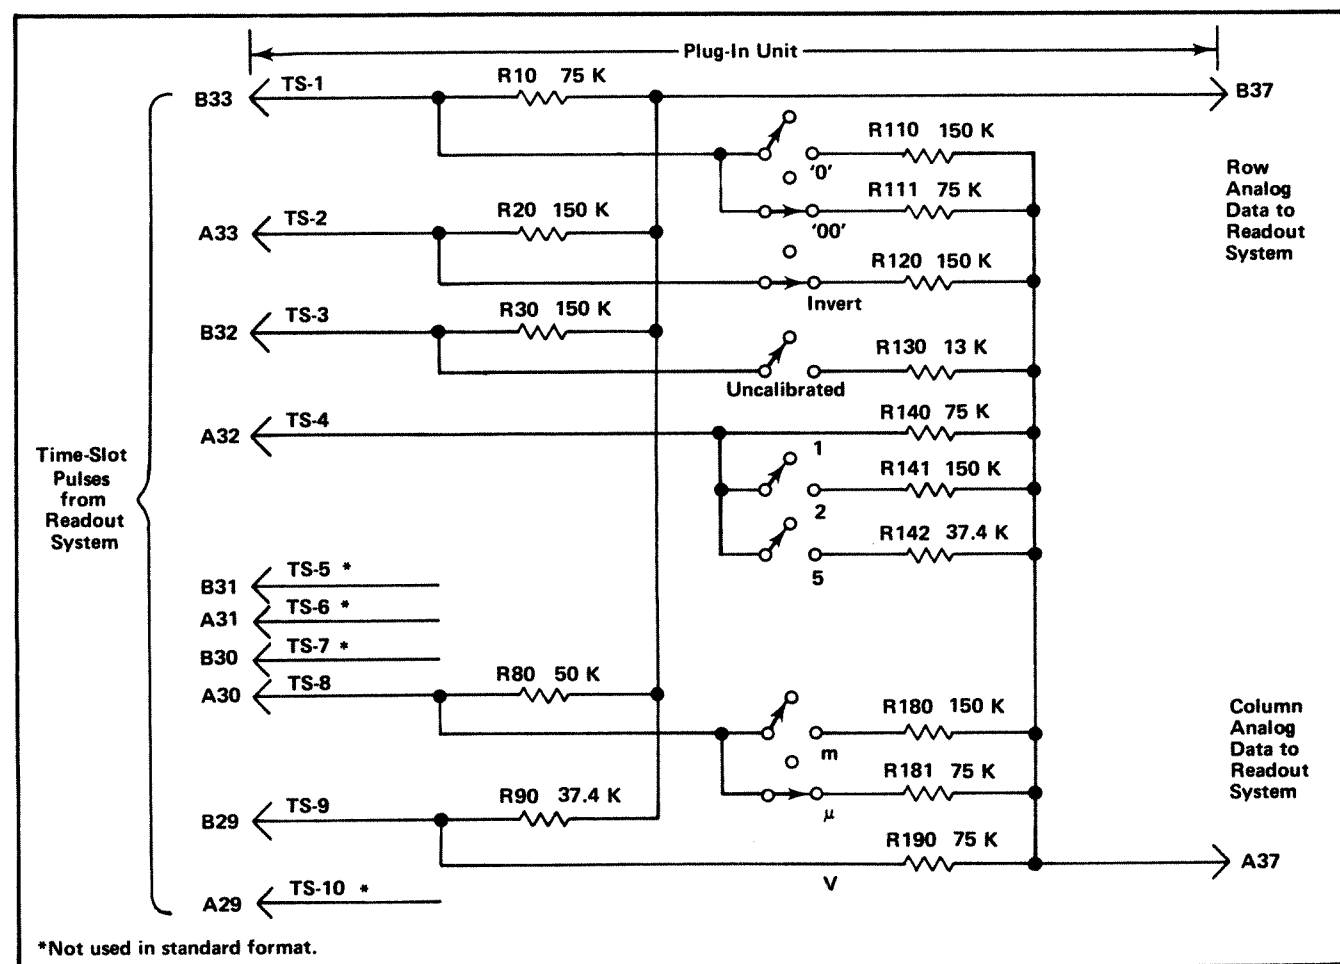 Plug-In Unit
B33 TS-1 R10 75 K B37
R110 150 K
'0'
R111 75 K
'00'
A33 TS-2 R20 150 K
R120 150 K
Invert
B32 TS-3 R30 150 K
R130 13 K
Uncalibrated
A32 TS-4 R140 75 K
1
R141 150 K
2
R142 37.4 K
5
Row
Analog
Data to
Readout
System
Time-Slot
Pulses
from
Readout
System
B31 TS-5 *
A31 TS-6 *
B30 TS-7 *
A30 TS-8 R80 50 K
R180 150 K
m
R181 75 K
μ
B29 TS-9 R90 37.4 K
R190 75 K A37
V
A29 TS-10 *
Column
Analog
Data to
Readout
System
*Not used in standard format.